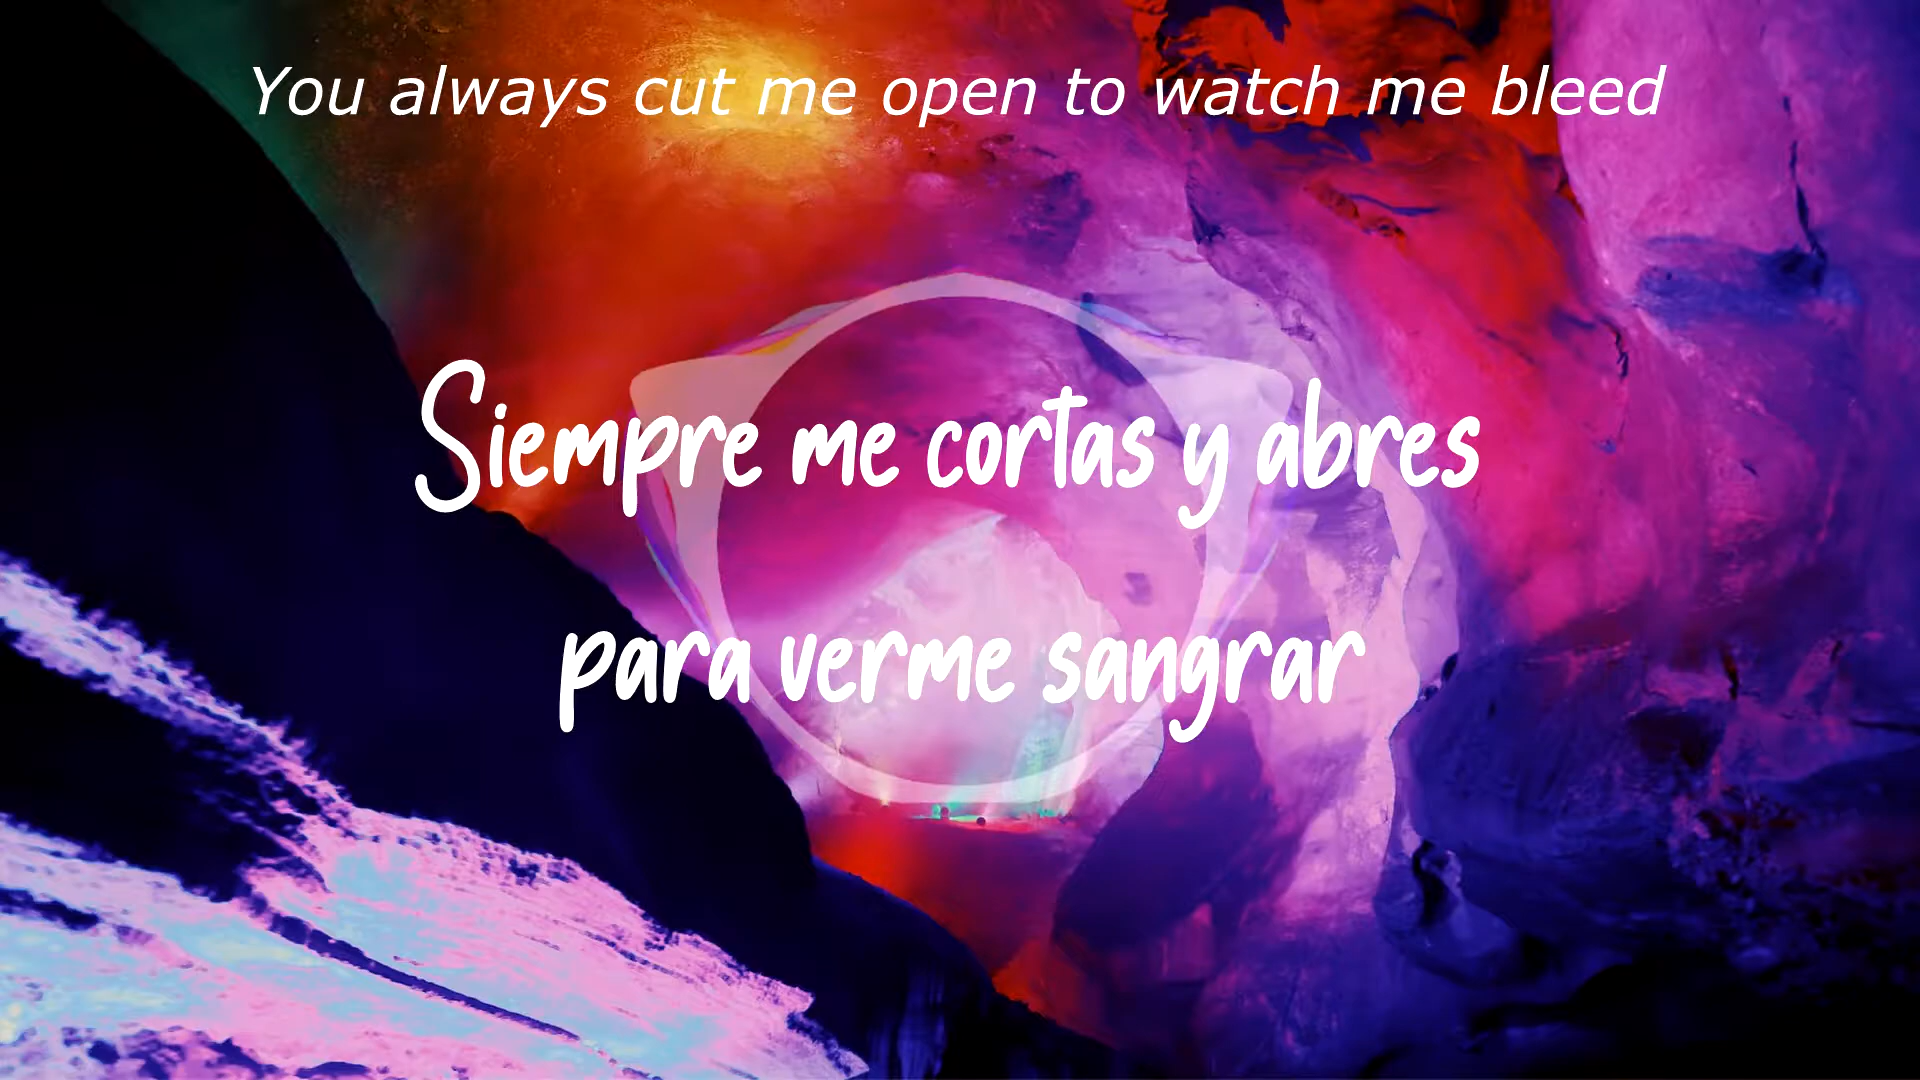 You always cut me open to watch me bleed
Siempre me cortas y abres
para verme sangrar